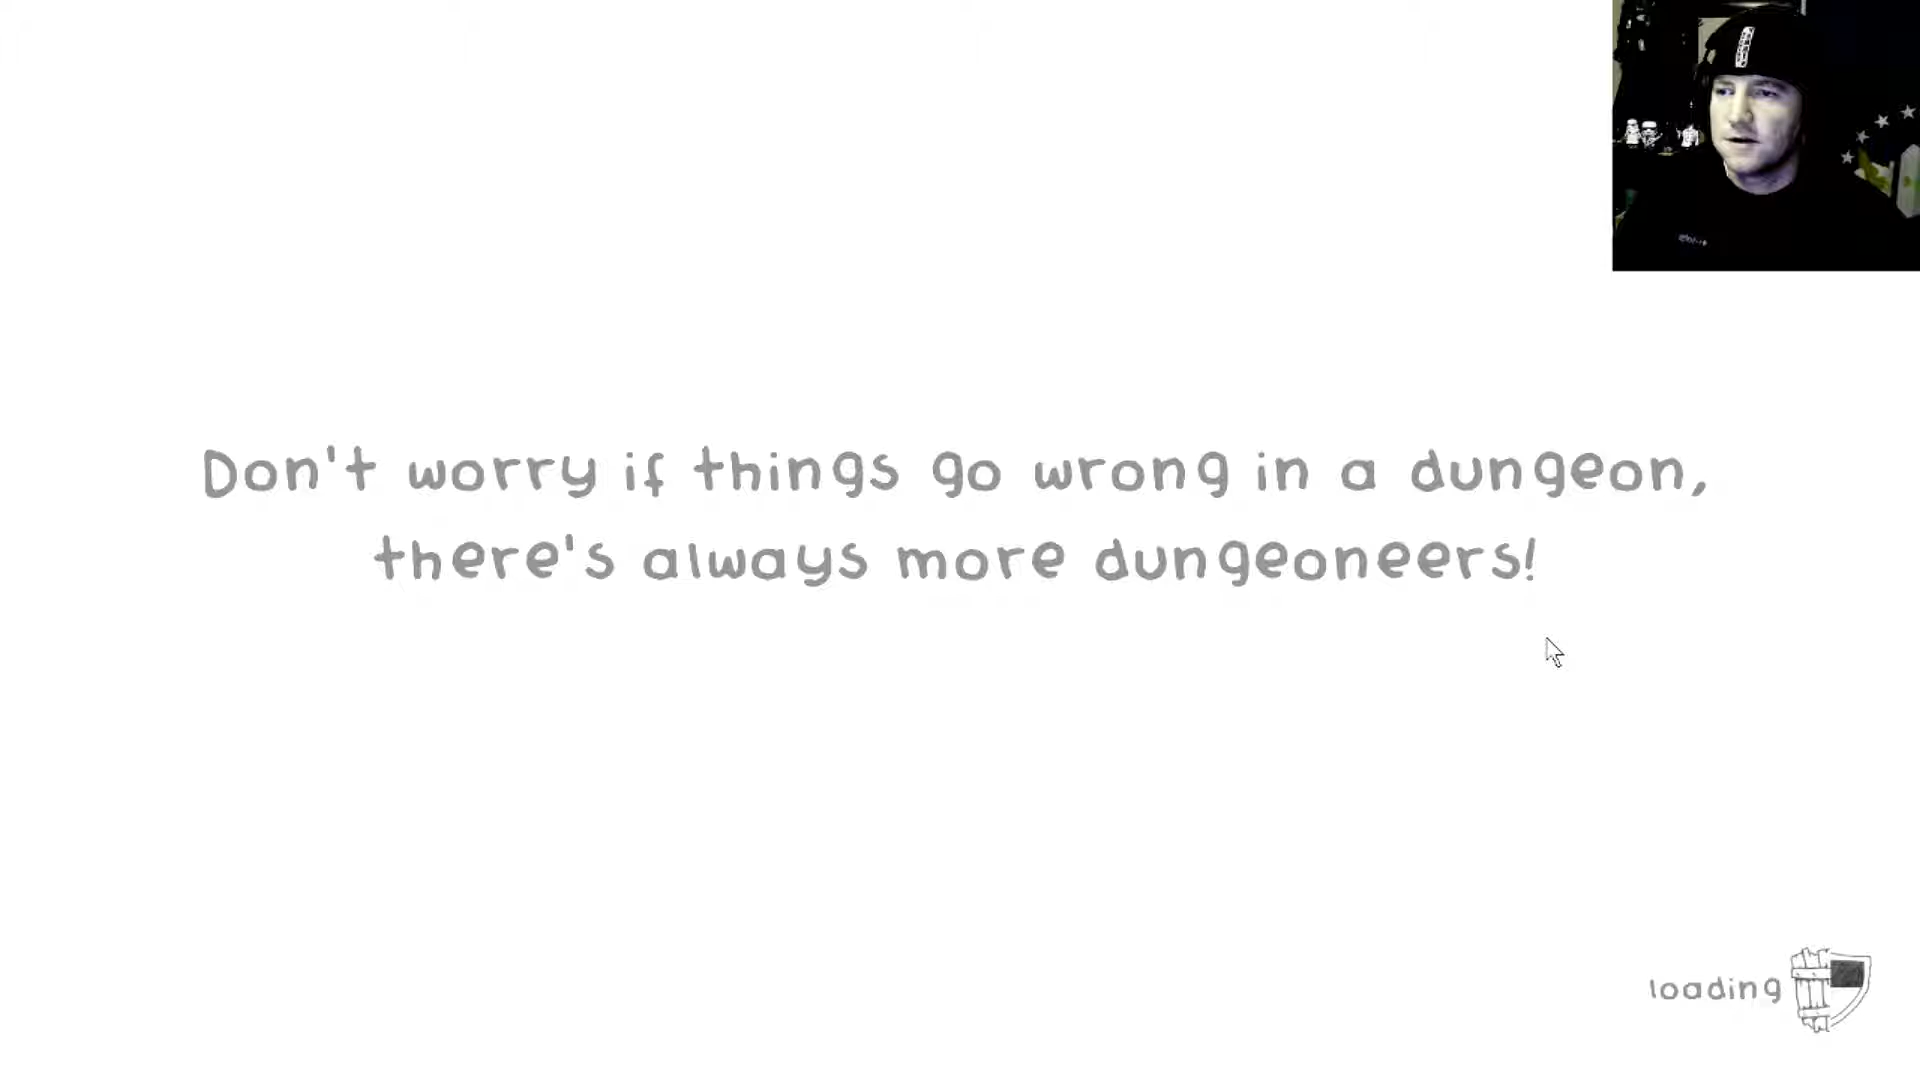 Don't worry if things go wrong in a dungeon,
there's always more dungeoneers!
loading